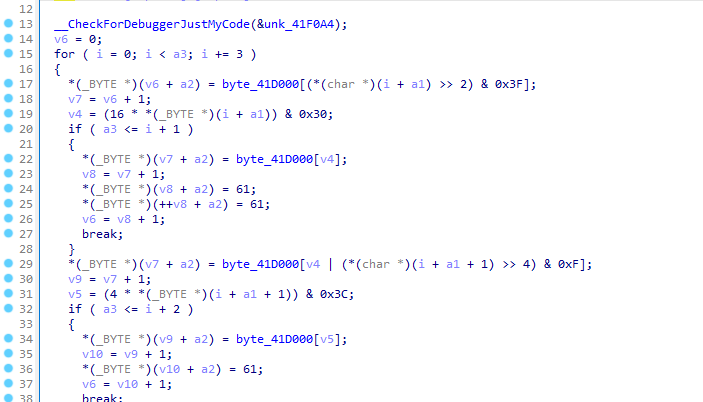 12
13 __CheckForDebuggerJustMyCode(&unk_41F0A4);
14 v6 = 0;
15 for ( i = 0; i < a3; i += 3 )
16 {
17 *(_BYTE *)(v6 + a2) = byte_41D000[(*(char *)(i + a1) >> 2) & 0x3F];
18 v7 = v6 + 1;
19 v4 = (16 * *(_BYTE *)(i + a1)) & 0x30;
20 if ( a3 <= i + 1 )
21 {
22 *(_BYTE *)(v7 + a2) = byte_41D000[v4];
23 v8 = v7 + 1;
24 *(_BYTE *)(v8 + a2) = 61;
25 *(_BYTE *)(++v8 + a2) = 61;
26 v6 = v8 + 1;
27 break;
28 }
29 *(_BYTE *)(v7 + a2) = byte_41D000[v4 | (*(char *)(i + a1 + 1) >> 4) & 0xF];
30 v9 = v7 + 1;
31 v5 = (4 * *(_BYTE *)(i + a1 + 1)) & 0x3C;
32 if ( a3 <= i + 2 )
33 {
34 *(_BYTE *)(v9 + a2) = byte_41D000[v5];
35 v10 = v9 + 1;
36 *(_BYTE *)(v10 + a2) = 61;
37 v6 = v10 + 1;
38 break;